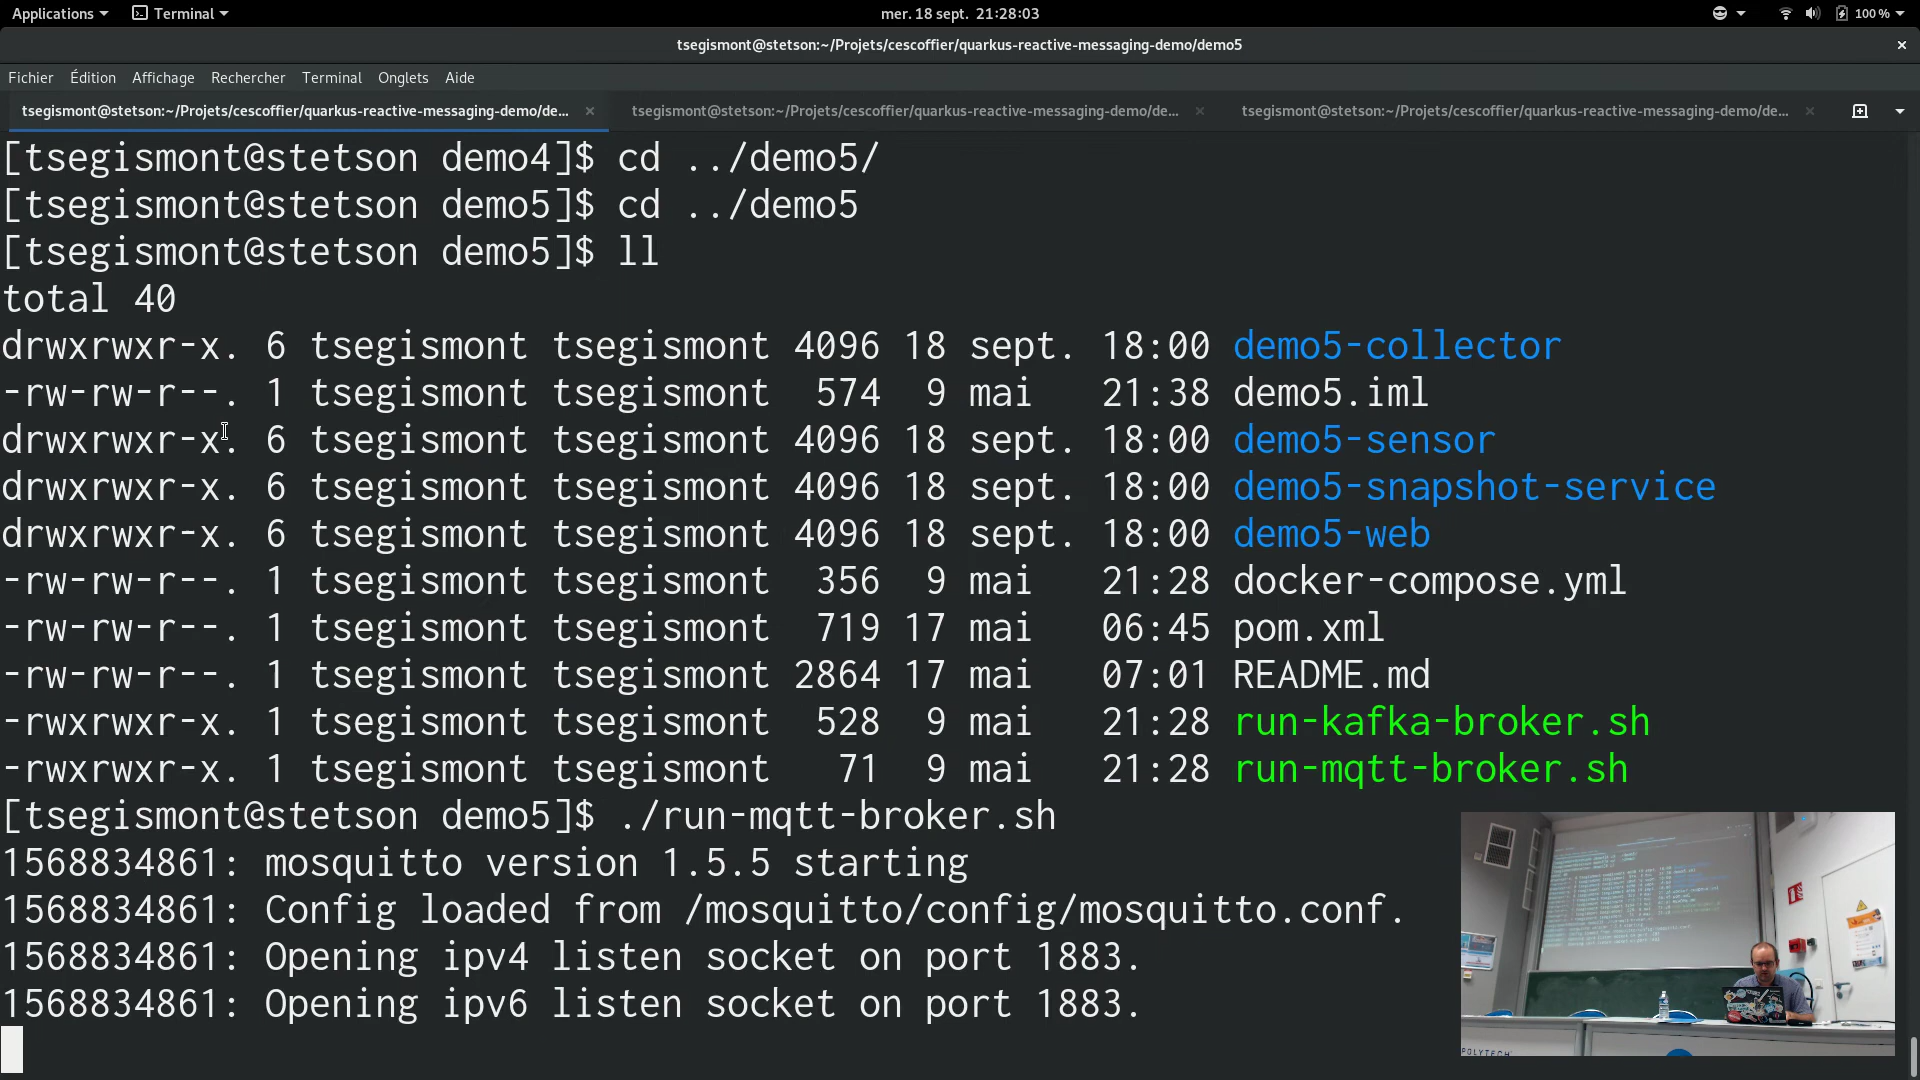 Applications Terminal mer. 18 sept. 21:28:03 100 %
tsegismont@stetson:~/Projets/cescoffier/quarkus-reactive-messaging-demo/demo5
Fichier Édition Affichage Rechercher Terminal Onglets Aide
tsegismont@stetson:~/Projets/cescoffier/quarkus-reactive-messaging-demo/de... tsegismont@stetson:~/Projets/cescoffier/quarkus-reactive-messaging-demo/de... tsegismont@stetson:~/Projets/cescoffier/quarkus-reactive-messaging-demo/de...
[tsegismont@stetson demo4]$ cd ../demo5/
[tsegismont@stetson demo5]$ cd ../demo5
[tsegismont@stetson demo5]$ ll
total 40
drwxrwxr-x. 6 tsegismont tsegismont 4096 18 sept. 18:00 demo5-collector
-rw-rw-r--. 1 tsegismont tsegismont  574  9 mai   21:38 demo5.iml
drwxrwxr-x. 6 tsegismont tsegismont 4096 18 sept. 18:00 demo5-sensor
drwxrwxr-x. 6 tsegismont tsegismont 4096 18 sept. 18:00 demo5-snapshot-service
drwxrwxr-x. 6 tsegismont tsegismont 4096 18 sept. 18:00 demo5-web
-rw-rw-r--. 1 tsegismont tsegismont  356  9 mai   21:28 docker-compose.yml
-rw-rw-r--. 1 tsegismont tsegismont  719 17 mai   06:45 pom.xml
-rw-rw-r--. 1 tsegismont tsegismont 2864 17 mai   07:01 README.md
-rwxrwxr-x. 1 tsegismont tsegismont  528  9 mai   21:28 run-kafka-broker.sh
-rwxrwxr-x. 1 tsegismont tsegismont   71  9 mai   21:28 run-mqtt-broker.sh
[tsegismont@stetson demo5]$ ./run-mqtt-broker.sh
1568834861: mosquitto version 1.5.5 starting
1568834861: Config loaded from /mosquitto/config/mosquitto.conf.
1568834861: Opening ipv4 listen socket on port 1883.
1568834861: Opening ipv6 listen socket on port 1883.
POLYTECH